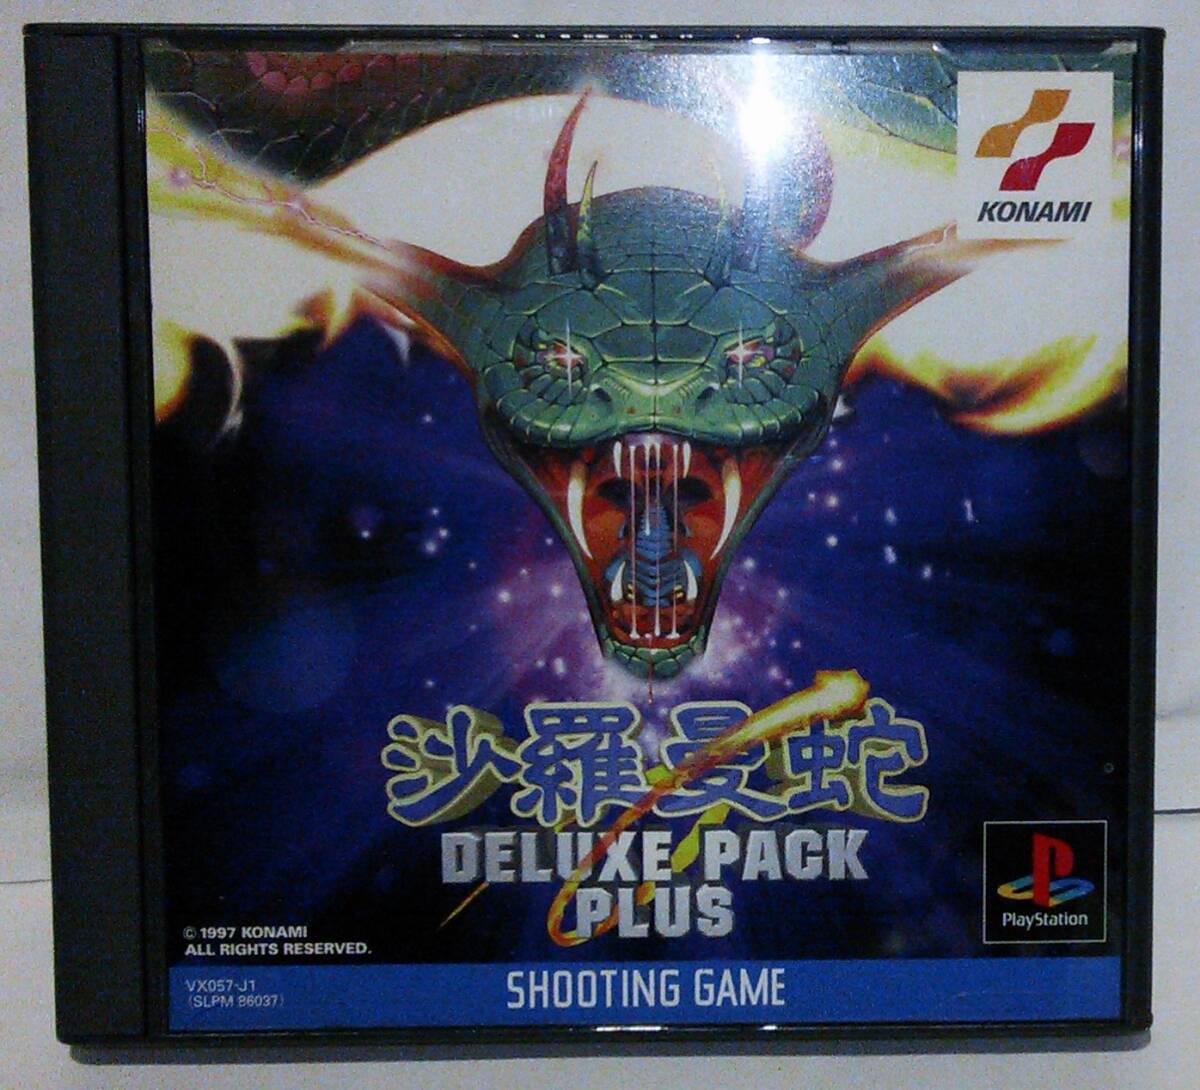 KONAMI
沙羅曼蛇
DELUXE PACK
PLUS
PlayStation
© 1997 KONAMI
ALL RIGHTS RESERVED.
VX057-J1
(SLPM 86037)
SHOOTING GAME